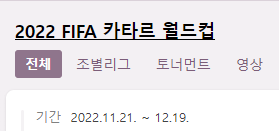 2022 FIFA 카타르 월드컵
전체 조별리그 토너먼트 영상
기간 2022.11.21. ~ 12.19.